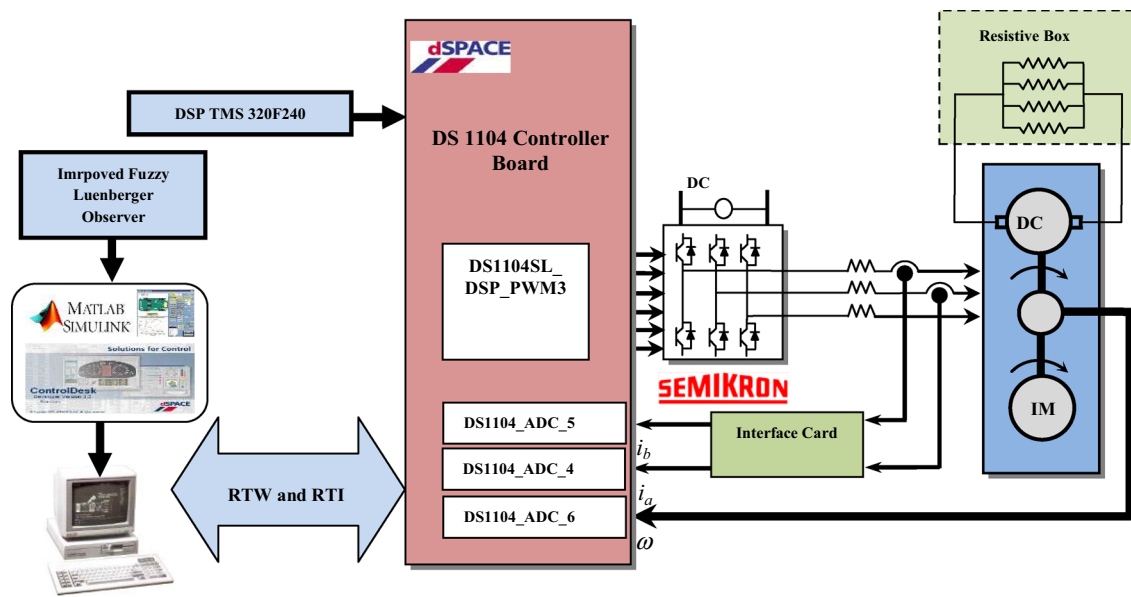 Resistive Box
dSPACE
DSP TMS 320F240
DS 1104 Controller
Board
Imrpoved Fuzzy
Luenberger
Observer
DC
DC
DS1104SL_
DSP_PWM3
MATLAB
SIMULINK
Solutions for Control
ControlDesk
dSPACE
SEMIKRON
IM
DS1104_ADC_5
Interface Card
i_b
DS1104_ADC_4
RTW and RTI
i_a
DS1104_ADC_6
ω